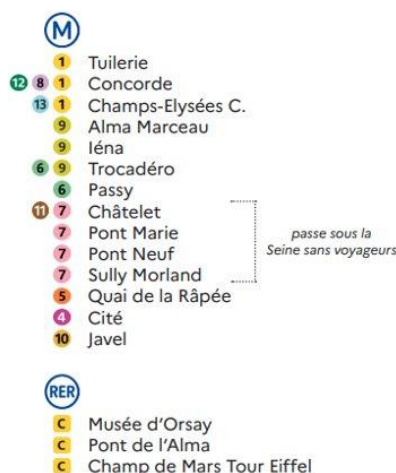 M
1 Tuilerie
12 8 1 Concorde
13 1 Champs-Elysées C.
9 Alma Marceau
9 Iéna
6 9 Trocadéro
6 Passy
11 7 Châtelet
7 Pont Marie
7 Pont Neuf
7 Sully Morland
passe sous la
Seine sans voyageurs
5 Quai de la Râpée
4 Cité
10 Javel
RER
C Musée d'Orsay
C Pont de l'Alma
C Champ de Mars Tour Eiffel